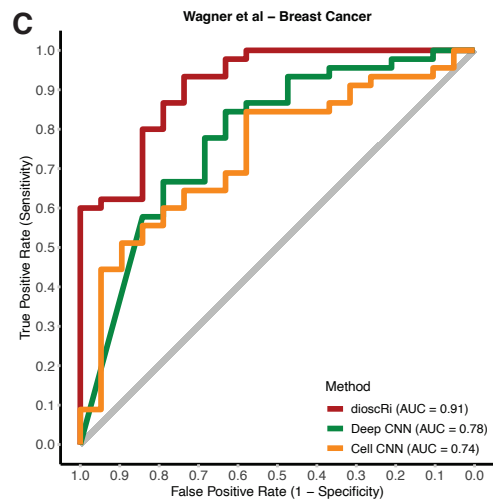 C
Wagner et al – Breast Cancer
True Positive Rate (Sensitivity)
1.0
0.9
0.8
0.7
0.6
0.5
0.4
0.3
0.2
0.1
0.0
Method
dioscRi (AUC = 0.91)
Deep CNN (AUC = 0.78)
Cell CNN (AUC = 0.74)
1.0 0.9 0.8 0.7 0.6 0.5 0.4 0.3 0.2 0.1 0.0
False Positive Rate (1 – Specificity)